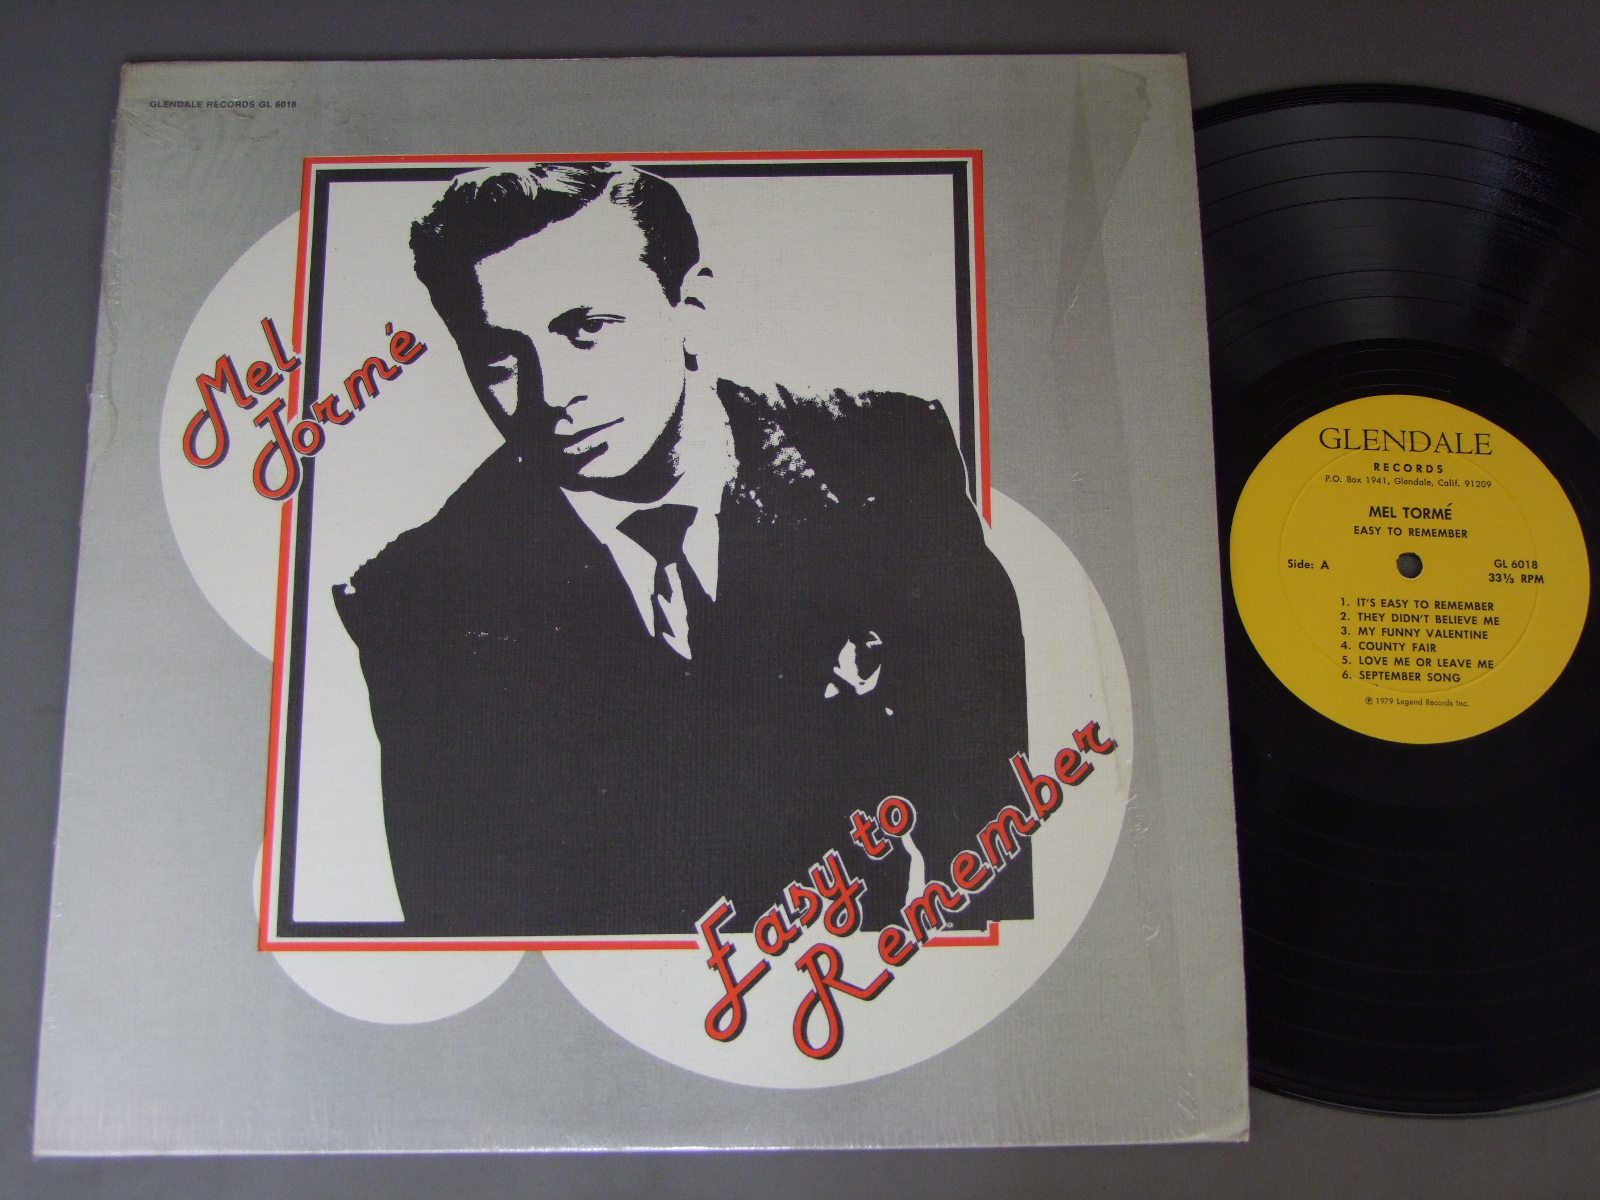 GLENDALE RECORDS GL 6018
Mel
Tormé
Easy to
Remember
GLENDALE
RECORDS
P.O. Box 1941, Glendale, Calif. 91209
MEL TORMÉ
EASY TO REMEMBER
Side: A
GL 6018
33⅓ RPM
1. IT'S EASY TO REMEMBER
2. THEY DIDN'T BELIEVE ME
3. MY FUNNY VALENTINE
4. COUNTY FAIR
5. LOVE ME OR LEAVE ME
6. SEPTEMBER SONG
℗ 1979 Legend Records Inc.